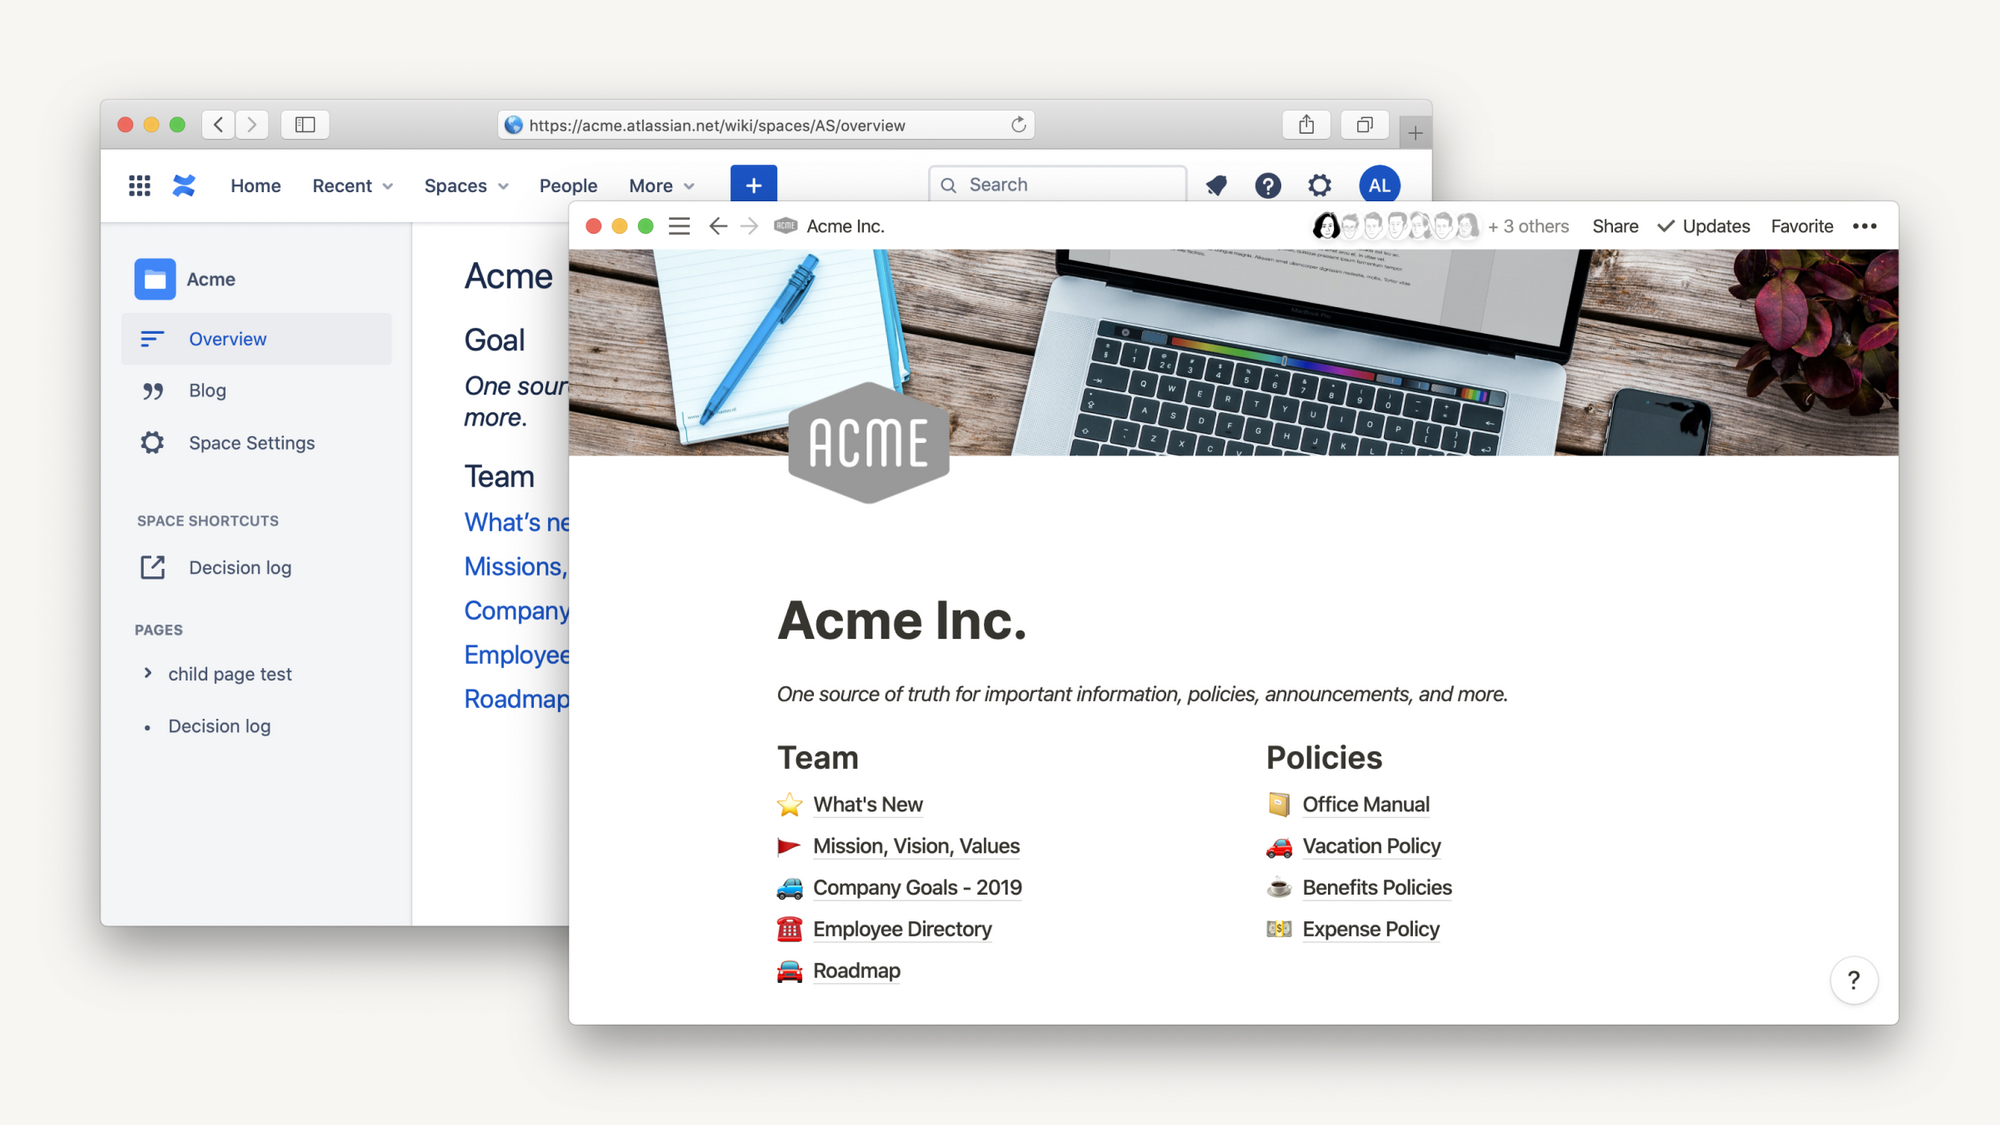 https://acme.atlassian.net/wiki/spaces/AS/overview
Home Recent Spaces People More + Search ? AL
Acme
Overview
Blog
Space Settings
SPACE SHORTCUTS
Decision log
PAGES
child page test
Decision log
Acme
Goal
One sour
more.
Team
What’s ne
Missions,
Company
Employee
Roadmap
ACME Acme Inc. + 3 others Share Updates Favorite
ACME
Acme Inc.
One source of truth for important information, policies, announcements, and more.
Team
What's New
Mission, Vision, Values
Company Goals - 2019
Employee Directory
Roadmap
Policies
Office Manual
Vacation Policy
Benefits Policies
Expense Policy
?